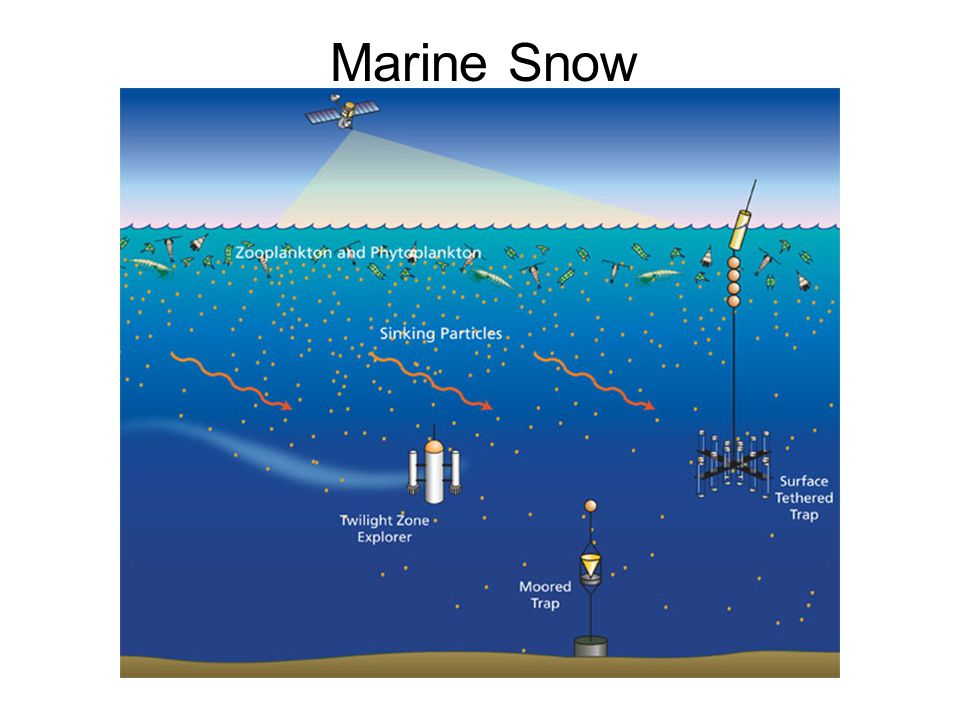 Marine Snow
Zooplankton and Phytoplankton
Sinking Particles
Twilight Zone
Explorer
Moored
Trap
Surface
Tethered
Trap